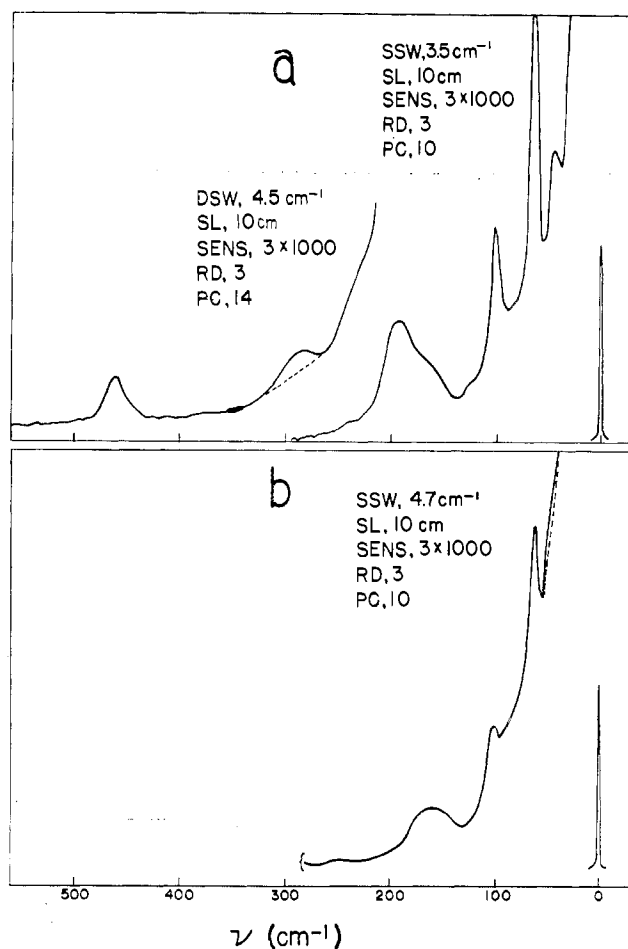 a
SSW, 3.5 cm⁻¹
SL, 10 cm
SENS, 3 x 1000
RD, 3
PC, 10
DSW, 4.5 cm⁻¹
SL, 10 cm
SENS, 3 x 1000
RD, 3
PC, 14
b
SSW, 4.7 cm⁻¹
SL, 10 cm
SENS, 3 x 1000
RD, 3
PC, 10
500 400 300 200 100 0
ν (cm⁻¹)